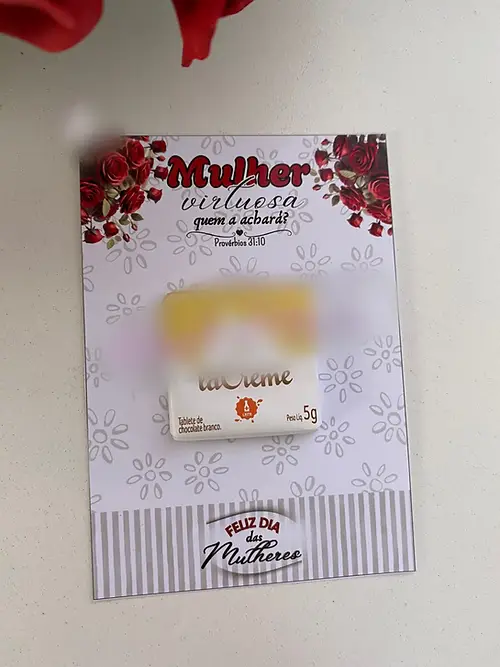 Mulher
virtuosa
quem a achará?
Provérbios 31:10
laCreme
Tablete de
chocolate branco.
Peso Líq. 5g
FELIZ DIA
das
Mulheres